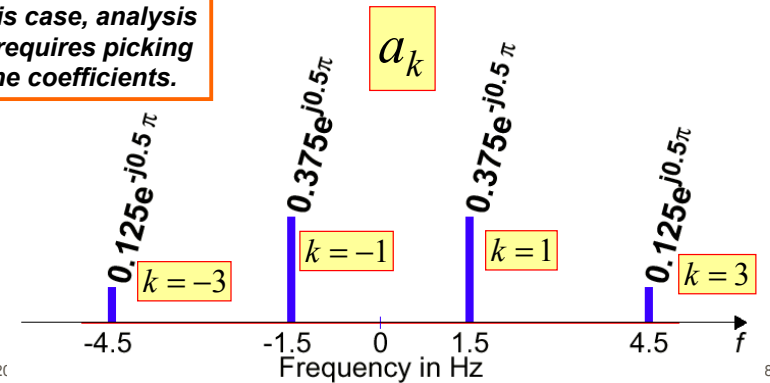 is case, analysis
requires picking
ne coefficients.
a_k
0.125e^{-j0.5π}
0.375e^{j0.5π}
0.375e^{-j0.5π}
0.125e^{j0.5π}
k = −3
k = −1
k = 1
k = 3
-4.5 -1.5 0 1.5 4.5 f
Frequency in Hz
8